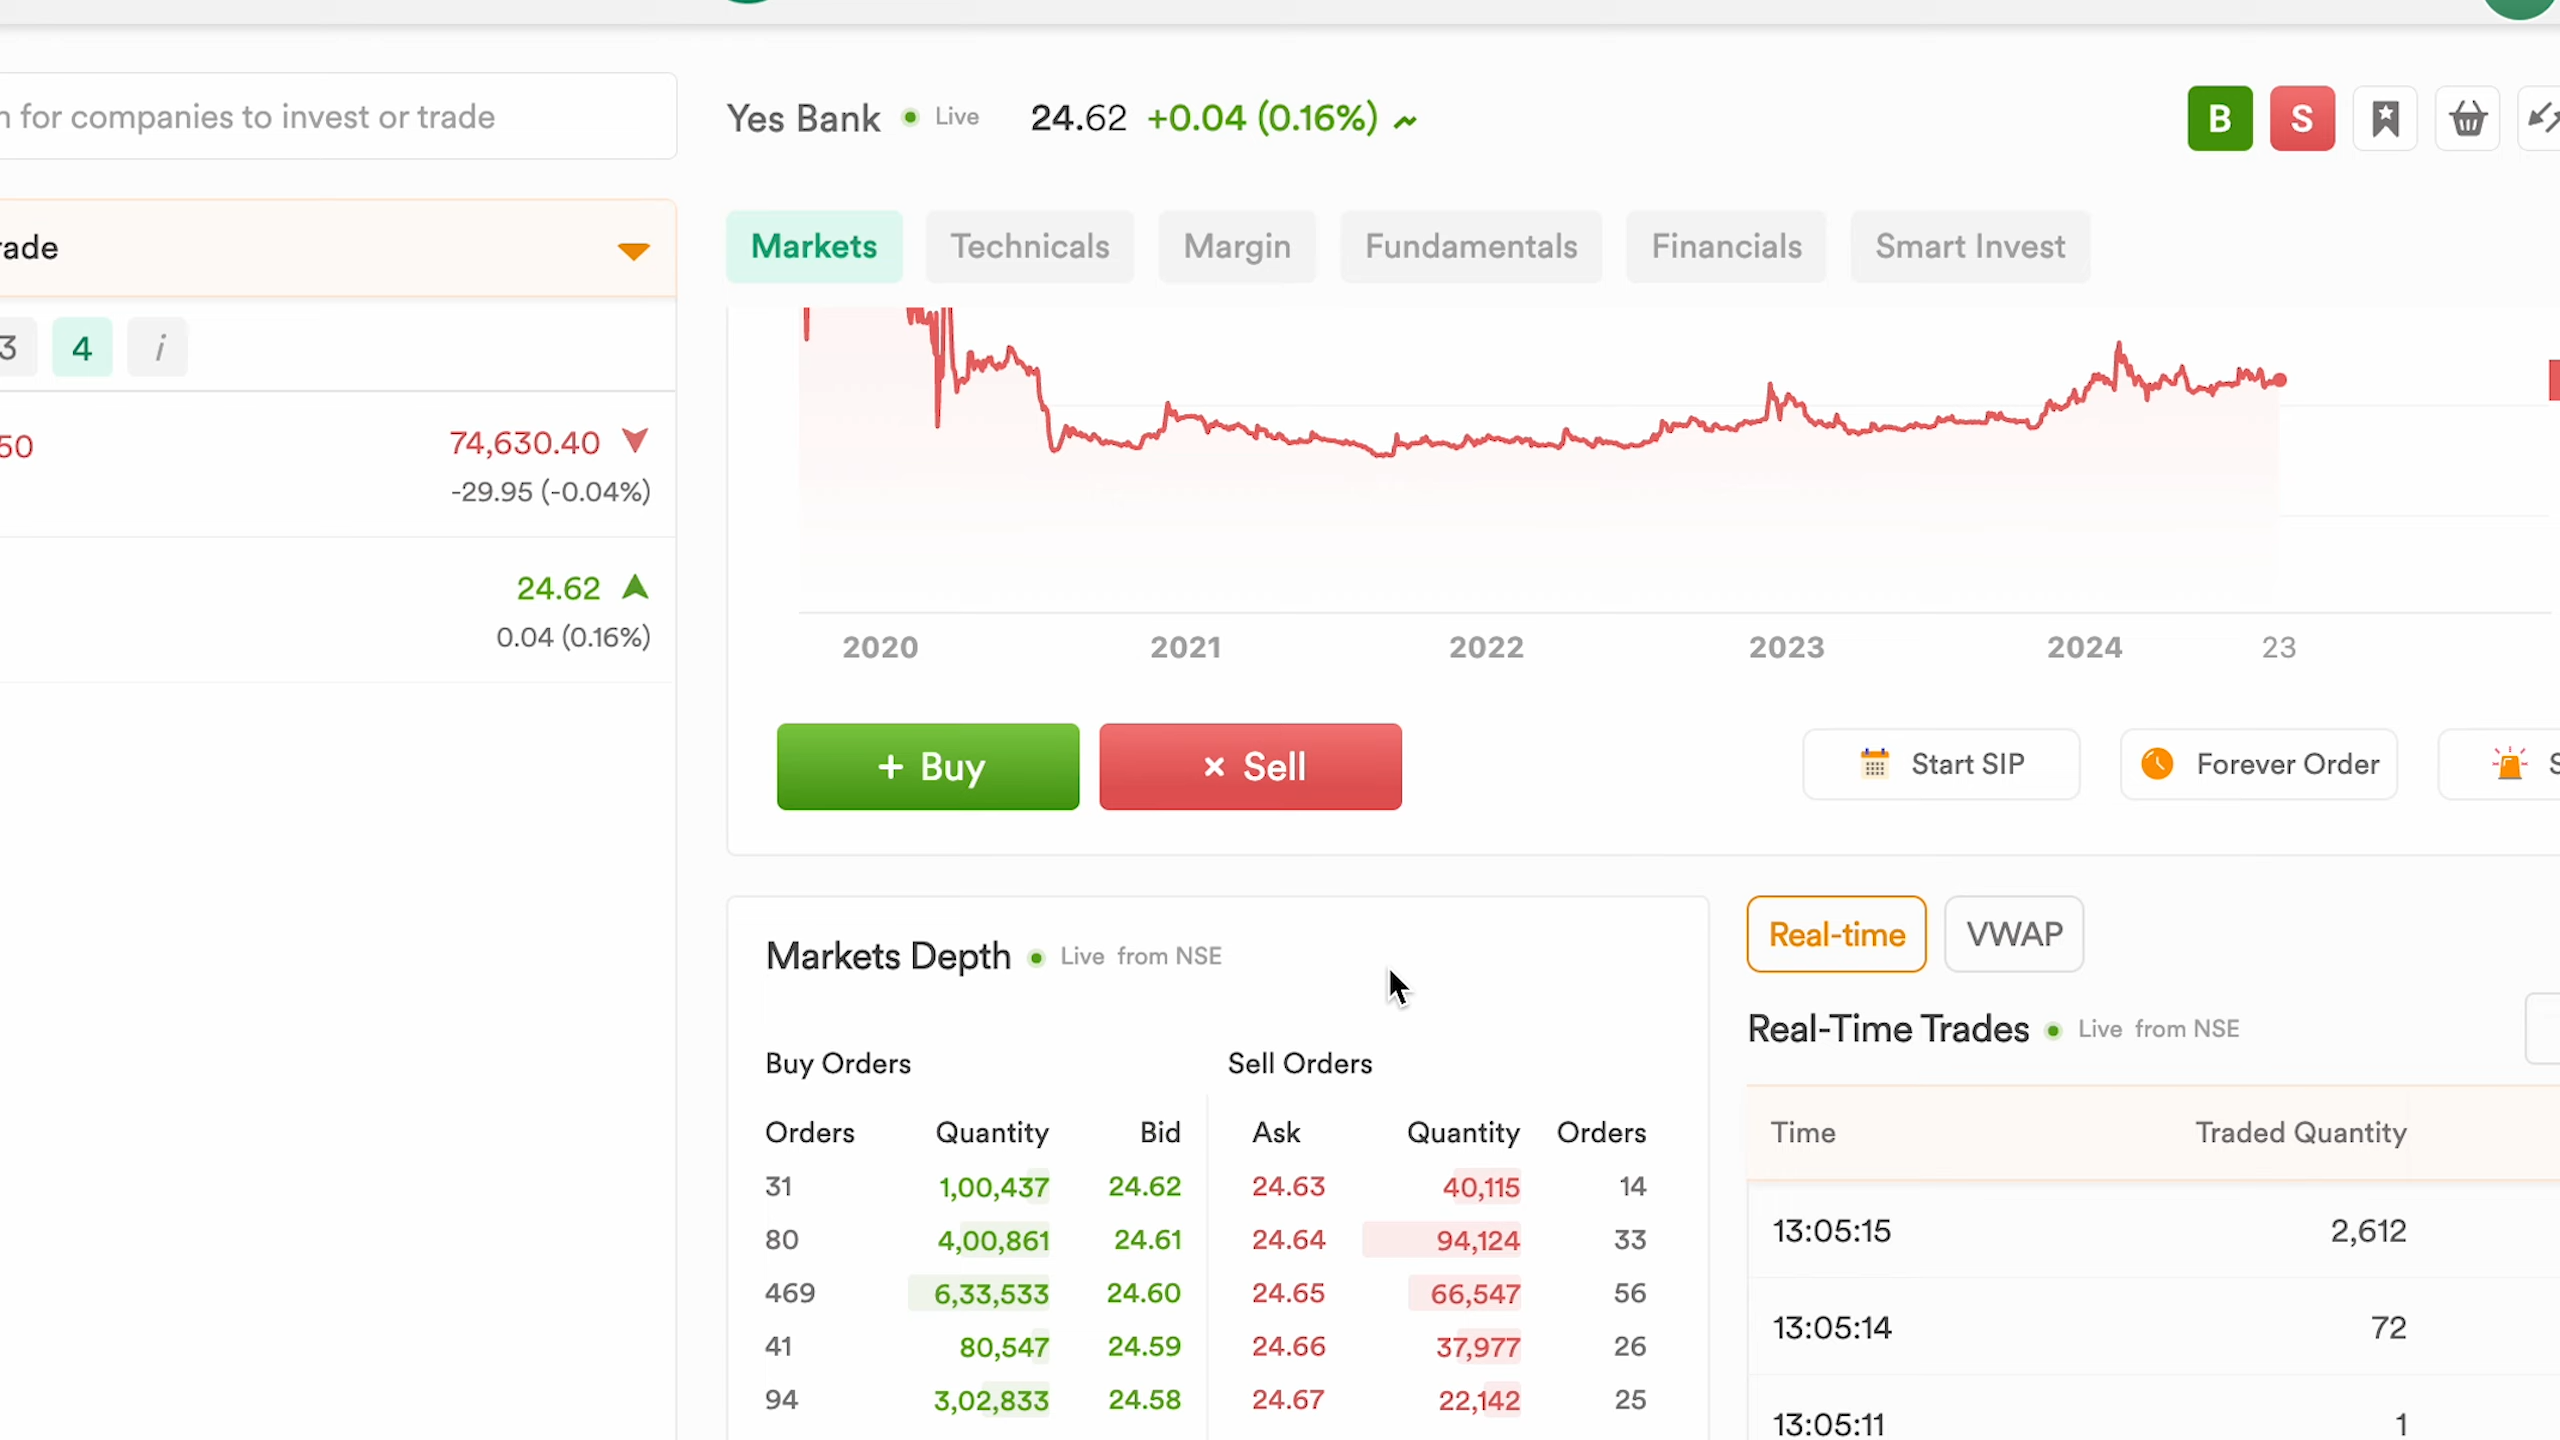 for companies to invest or trade
rade
3 4 i
50 74,630.40
-29.95 (-0.04%)
24.62
0.04 (0.16%)
Yes Bank Live 24.62 +0.04 (0.16%)
B S
Markets Technicals Margin Fundamentals Financials Smart Invest
2020 2021 2022 2023 2024 23
+ Buy × Sell
Start SIP Forever Order
Markets Depth Live from NSE
Buy Orders Sell Orders
Orders Quantity Bid Ask Quantity Orders
31 1,00,437 24.62 24.63 40,115 14
80 4,00,861 24.61 24.64 94,124 33
469 6,33,533 24.60 24.65 66,547 56
41 80,547 24.59 24.66 37,977 26
94 3,02,833 24.58 24.67 22,142 25
Real-time VWAP
Real-Time Trades Live from NSE
Time Traded Quantity
13:05:15 2,612
13:05:14 72
13:05:11 1